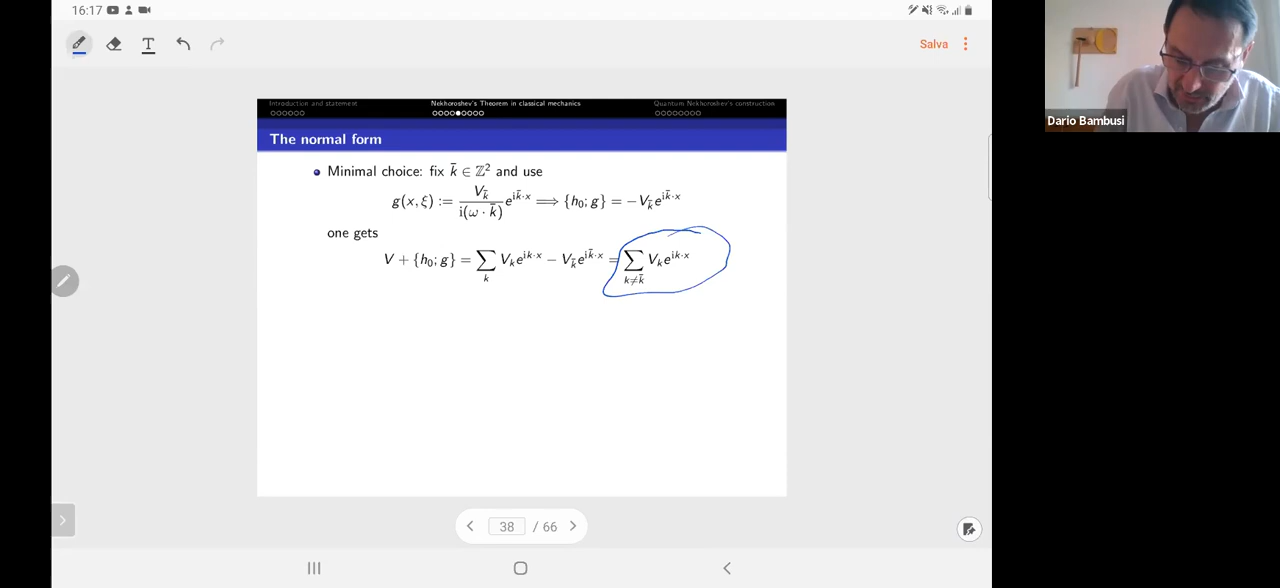 16:17
Salva
Introduction and statement
Nekhoroshev's Theorem in classical mechanics
Quantum Nekhoroshev's construction
The normal form
Minimal choice: fix k̄ ∈ ℤ² and use
g(x, ξ) := V_k̄ / i(ω · k̄) e^{ik̄·x} ⟹ {h₀; g} = −V_k̄ e^{ik̄·x}
one gets
V + {h₀; g} = ∑_k V_k e^{ik·x} − V_k̄ e^{ik̄·x} = ∑_{k≠k̄} V_k e^{ik·x}
38 / 66
Dario Bambusi